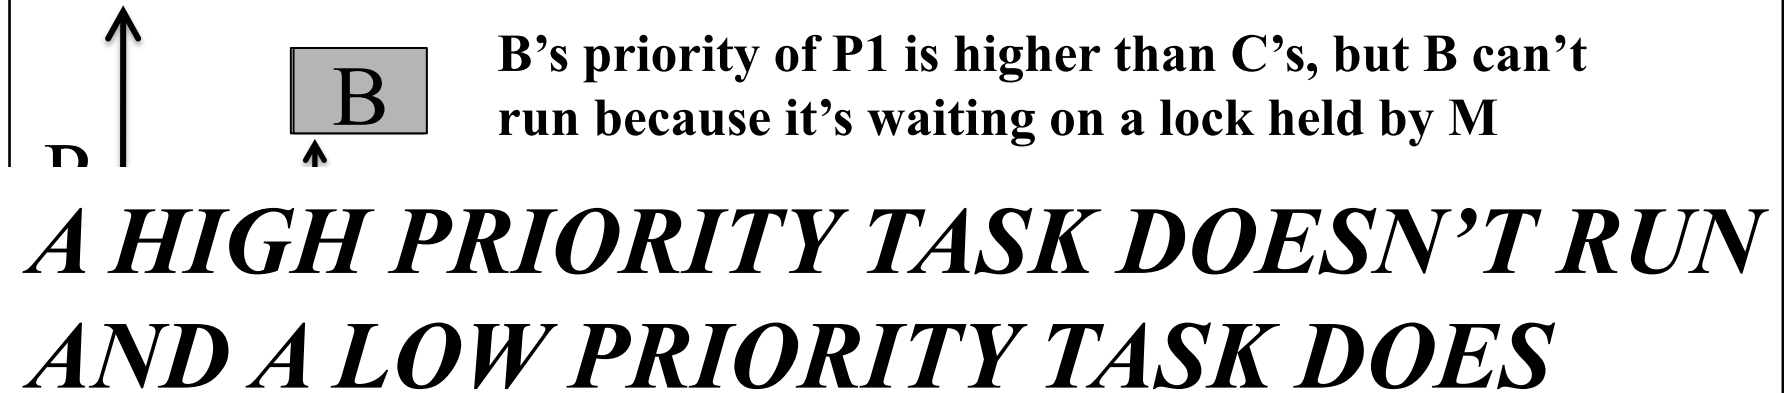 B
B’s priority of P1 is higher than C’s, but B can’t
run because it’s waiting on a lock held by M
A HIGH PRIORITY TASK DOESN’T RUN
AND A LOW PRIORITY TASK DOES